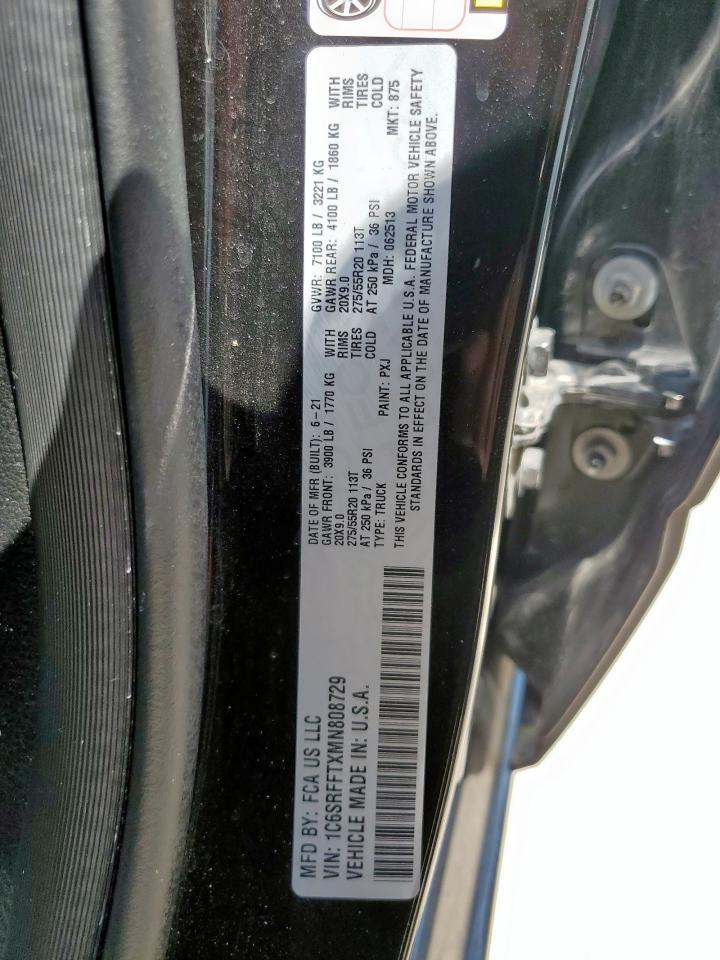 MFD BY: FCA US LLC
VIN: 1C6SRFFTXMN808729
VEHICLE MADE IN: U.S.A.
DATE OF MFR (BUILT): 6-21
GAWR FRONT: 3900 LB / 1770 KG WITH
20X9.0 RIMS
275/55R20 113T TIRES
AT 250 kPa / 36 PSI COLD
TYPE: TRUCK PAINT: PXJ
GVWR: 7100 LB / 3221 KG
GAWR REAR: 4100 LB / 1860 KG WITH
20X9.0 RIMS
275/55R20 113T TIRES
AT 250 kPa / 36 PSI COLD
MDH: 062513 MKT: 875
THIS VEHICLE CONFORMS TO ALL APPLICABLE U.S.A. FEDERAL MOTOR VEHICLE SAFETY
STANDARDS IN EFFECT ON THE DATE OF MANUFACTURE SHOWN ABOVE.